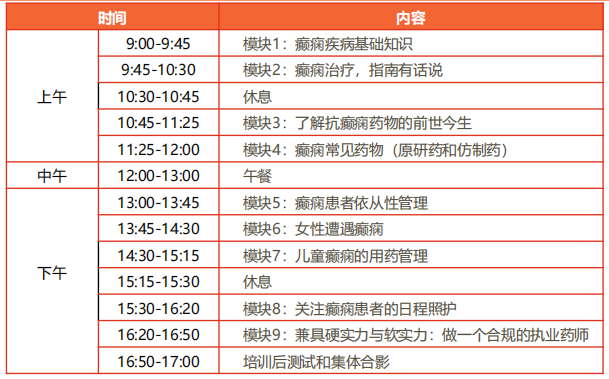 时间 内容
上午 9:00-9:45 模块1：癫痫疾病基础知识
9:45-10:30 模块2：癫痫治疗，指南有话说
10:30-10:45 休息
10:45-11:25 模块3：了解抗癫痫药物的前世今生
11:25-12:00 模块4：癫痫常见药物（原研药和仿制药）
中午 12:00-13:00 午餐
下午 13:00-13:45 模块5：癫痫患者依从性管理
13:45-14:30 模块6：女性遭遇癫痫
14:30-15:15 模块7：儿童癫痫的用药管理
15:15-15:30 休息
15:30-16:20 模块8：关注癫痫患者的日程照护
16:20-16:50 模块9：兼具硬实力与软实力：做一个合规的执业药师
16:50-17:00 培训后测试和集体合影